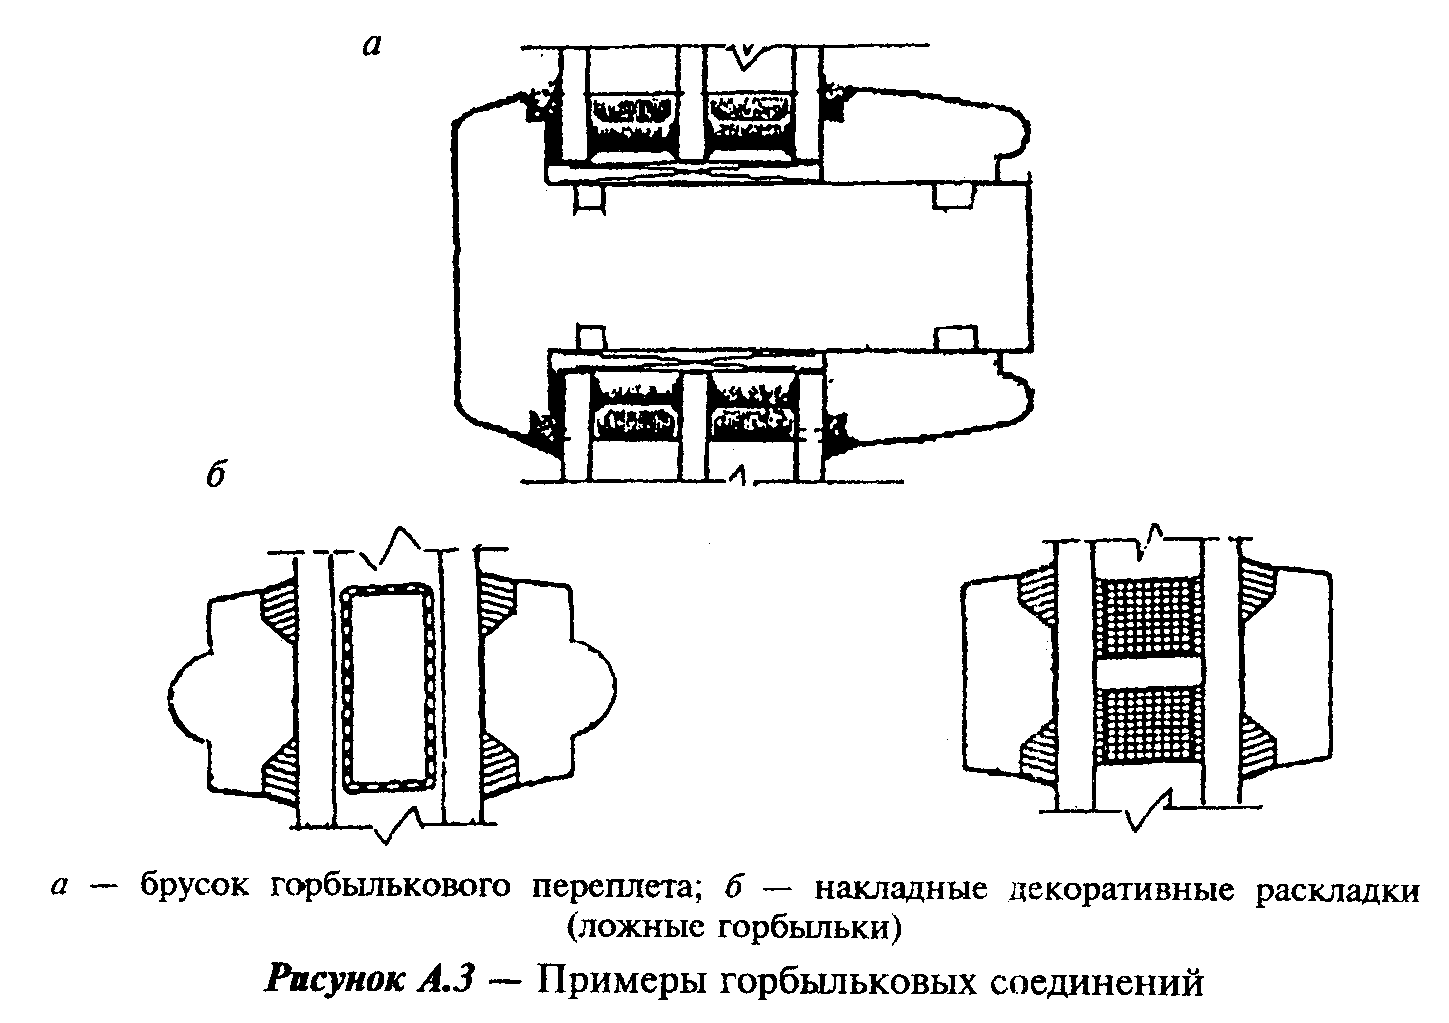 а
б
а — брусок горбылькового переплета; б — накладные декоративные раскладки
(ложные горбыльки)
Рисунок А.3 — Примеры горбыльковых соединений